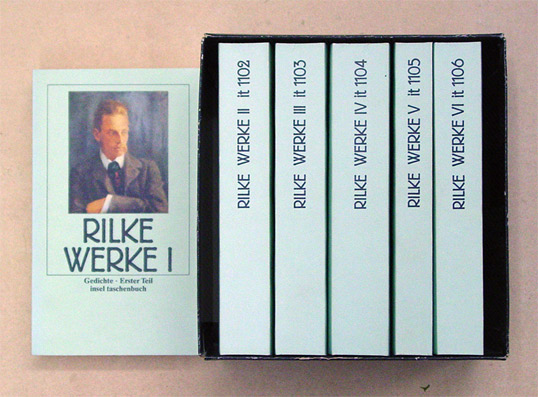 RILKE
WERKE I
Gedichte · Erster Teil
insel taschenbuch
RILKE WERKE II it 1102
RILKE WERKE III it 1103
RILKE WERKE IV it 1104
RILKE WERKE V it 1105
RILKE WERKE VI it 1106